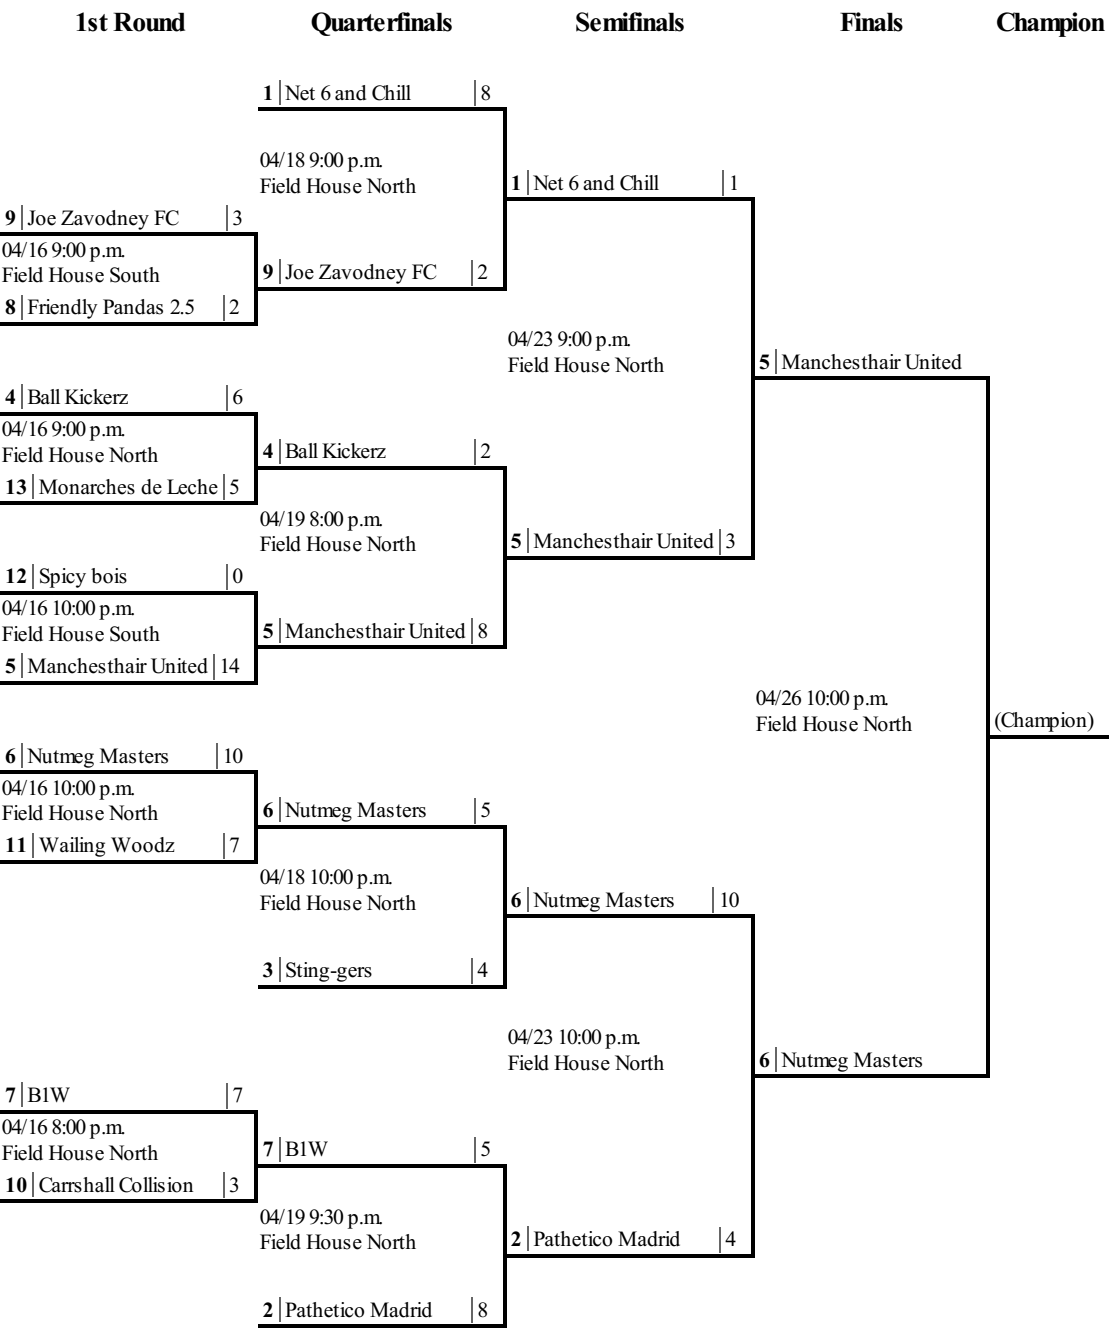 1st Round Quarterfinals Semifinals Finals Champion
1 Net 6 and Chill 8
04/18 9:00 p.m.
Field House North
1 Net 6 and Chill 1
9 Joe Zavodney FC 3
04/16 9:00 p.m.
Field House South
9 Joe Zavodney FC 2
8 Friendly Pandas 2.5 2
04/23 9:00 p.m.
Field House North
5 Manchesthair United
4 Ball Kickerz 6
04/16 9:00 p.m.
Field House North
4 Ball Kickerz 2
13 Monarches de Leche 5
04/19 8:00 p.m.
Field House North
5 Manchesthair United 3
12 Spicy bois 0
04/16 10:00 p.m.
Field House South
5 Manchesthair United 8
5 Manchesthair United 14
04/26 10:00 p.m.
Field House North
(Champion)
6 Nutmeg Masters 10
04/16 10:00 p.m.
Field House North
6 Nutmeg Masters 5
11 Wailing Woodz 7
04/18 10:00 p.m.
Field House North
6 Nutmeg Masters 10
3 Sting-gers 4
04/23 10:00 p.m.
Field House North
6 Nutmeg Masters
7 B1W 7
04/16 8:00 p.m.
Field House North
7 B1W 5
10 Carrshall Collision 3
04/19 9:30 p.m.
Field House North
2 Pathetico Madrid 4
2 Pathetico Madrid 8